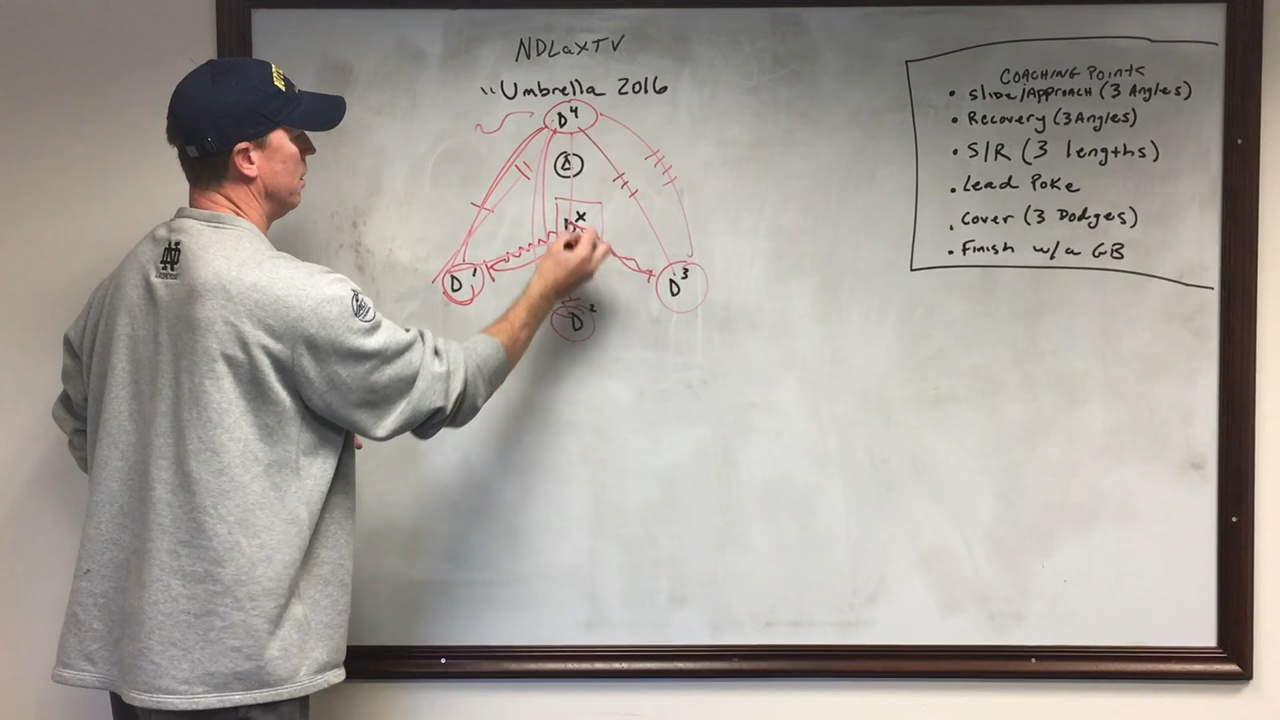 NDLaxTV
"Umbrella 2016
D4
X
D1
D3
D2
COACHING Points
• Slide/APPROACH (3 Angles)
• Recovery (3 Angles)
• S/R (3 lengths)
• Lead Poke
• Cover (3 Dodges)
• Finish w/a GB
ND